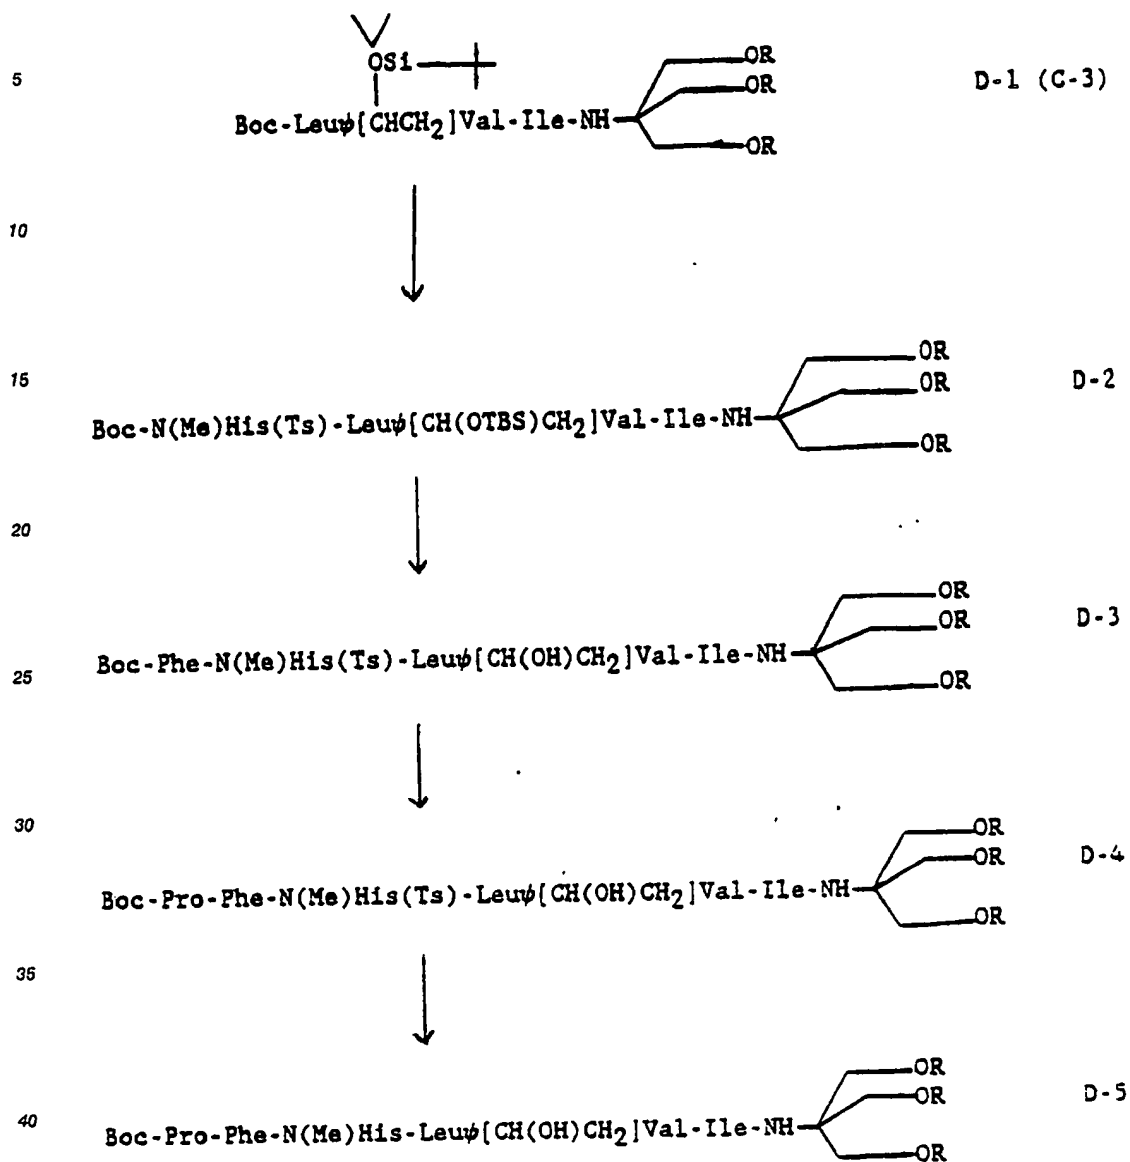 OSi
OR
5 OR D-1 (C-3)
Boc-Leuψ[CHCH₂]Val-Ile-NH
OR
10
OR
15 OR D-2
Boc-N(Me)His(Ts)-Leuψ[CH(OTBS)CH₂]Val-Ile-NH
OR
20
OR
OR D-3
Boc-Phe-N(Me)His(Ts)-Leuψ[CH(OH)CH₂]Val-Ile-NH
25 OR
30 OR
OR D-4
Boc-Pro-Phe-N(Me)His(Ts)-Leuψ[CH(OH)CH₂]Val-Ile-NH
OR
35
OR
OR D-5
40 Boc-Pro-Phe-N(Me)His-Leuψ[CH(OH)CH₂]Val-Ile-NH
OR